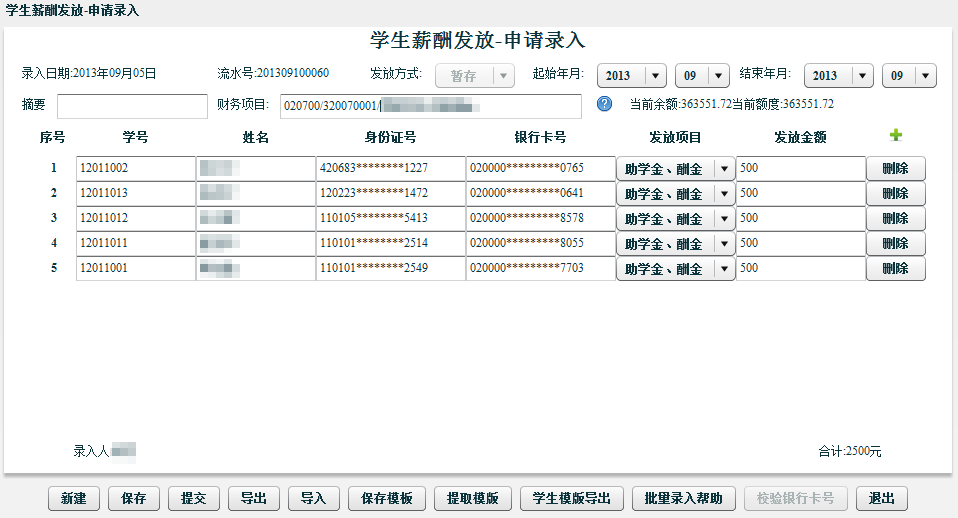 学生薪酬发放-申请录入
学生薪酬发放-申请录入
录入日期:2013年09月05日 流水号:201309100060 发放方式: 暂存 起始年月: 2013 09 结束年月: 2013 09
摘要 财务项目: 020700/320070001/ 当前余额:363551.72当前额度:363551.72
序号 学号 姓名 身份证号 银行卡号 发放项目 发放金额
1 12011002 420683********1227 020000*********0765 助学金、酬金 500 删除
2 12011013 120223********1472 020000*********0641 助学金、酬金 500 删除
3 12011012 110105********5413 020000*********8578 助学金、酬金 500 删除
4 12011011 110101********2514 020000*********8055 助学金、酬金 500 删除
5 12011001 110101********2549 020000*********7703 助学金、酬金 500 删除
录入人 合计:2500元
新建 保存 提交 导出 导入 保存模板 提取模版 学生模版导出 批量录入帮助 校验银行卡号 退出